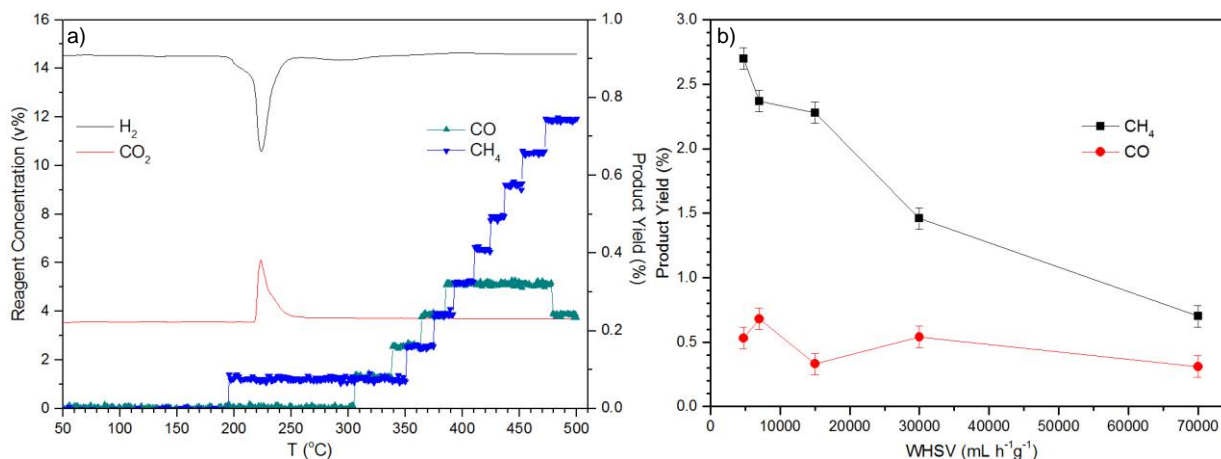 a)
16
14
12
10
8
6
4
2
0
1.0
0.8
0.6
0.4
0.2
0.0
H₂
CO₂
CO
CH₄
Reagent Concentration (v%)
Product Yield (%)
50 100 150 200 250 300 350 400 450 500
T (°C)
b)
3.0
2.5
2.0
1.5
1.0
0.5
0.0
CH₄
CO
Product Yield (%)
0 10000 20000 30000 40000 50000 60000 70000
WHSV (mL h⁻¹g⁻¹)